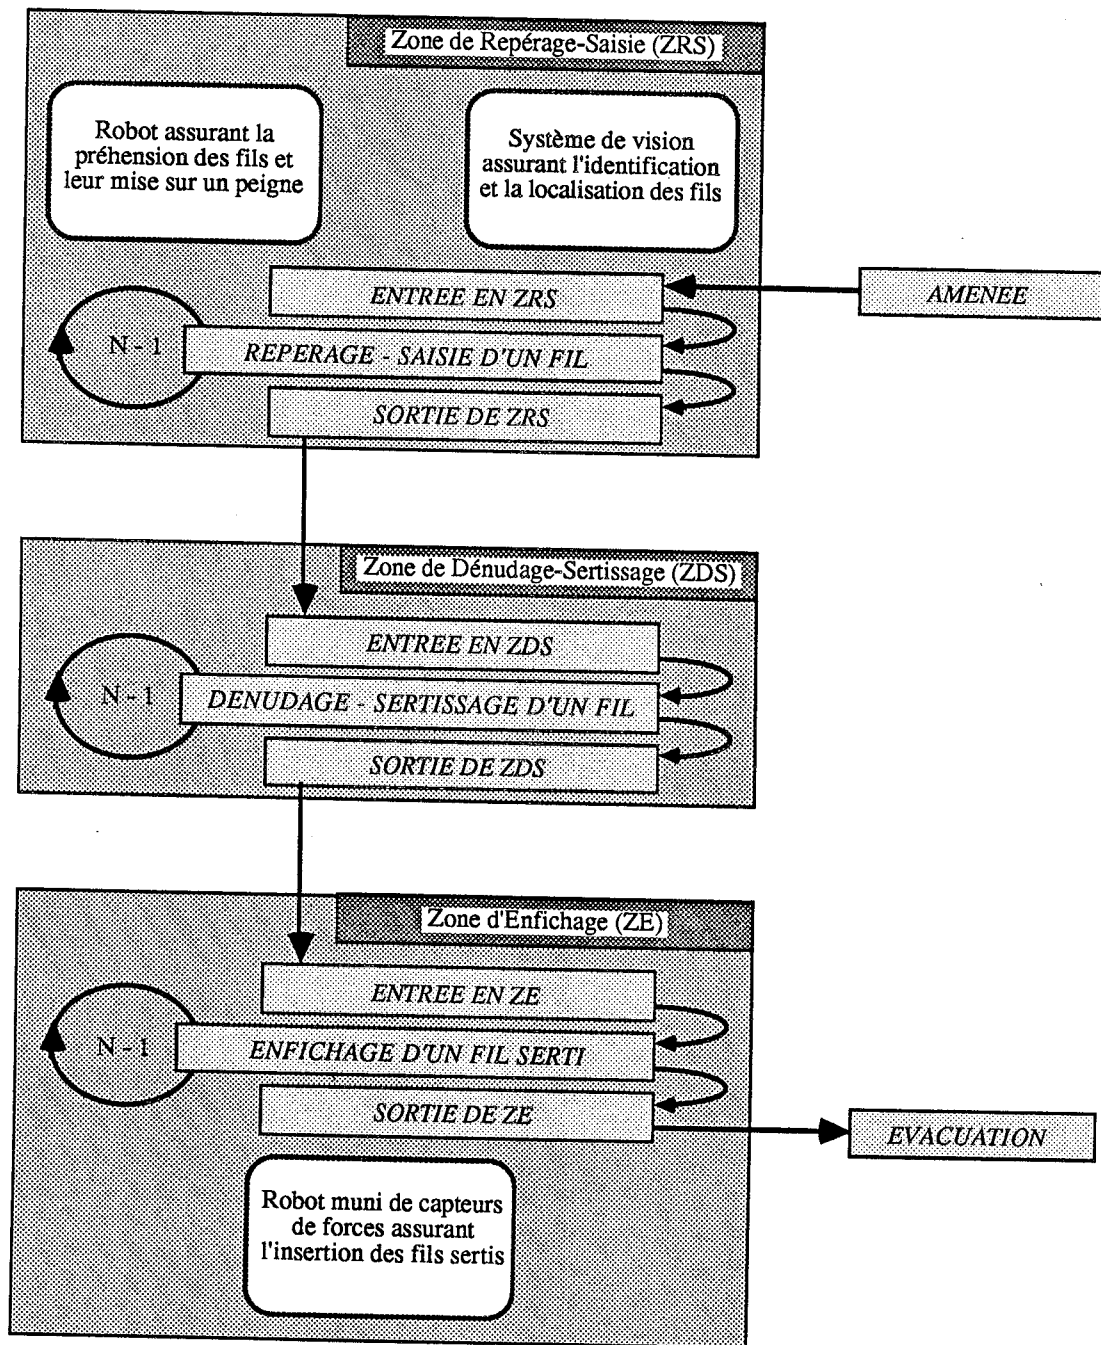 Zone de Repérage-Saisie (ZRS)
Robot assurant la
préhension des fils et
leur mise sur un peigne
Système de vision
assurant l'identification
et la localisation des fils
ENTREE EN ZRS
AMENEE
N - 1
REPERAGE - SAISIE D'UN FIL
SORTIE DE ZRS
Zone de Dénudage-Sertissage (ZDS)
ENTREE EN ZDS
N - 1
DENUDAGE - SERTISSAGE D'UN FIL
SORTIE DE ZDS
Zone d'Enfichage (ZE)
ENTREE EN ZE
N - 1
ENFICHAGE D'UN FIL SERTI
SORTIE DE ZE
EVACUATION
Robot muni de capteurs
de forces assurant
l'insertion des fils sertis